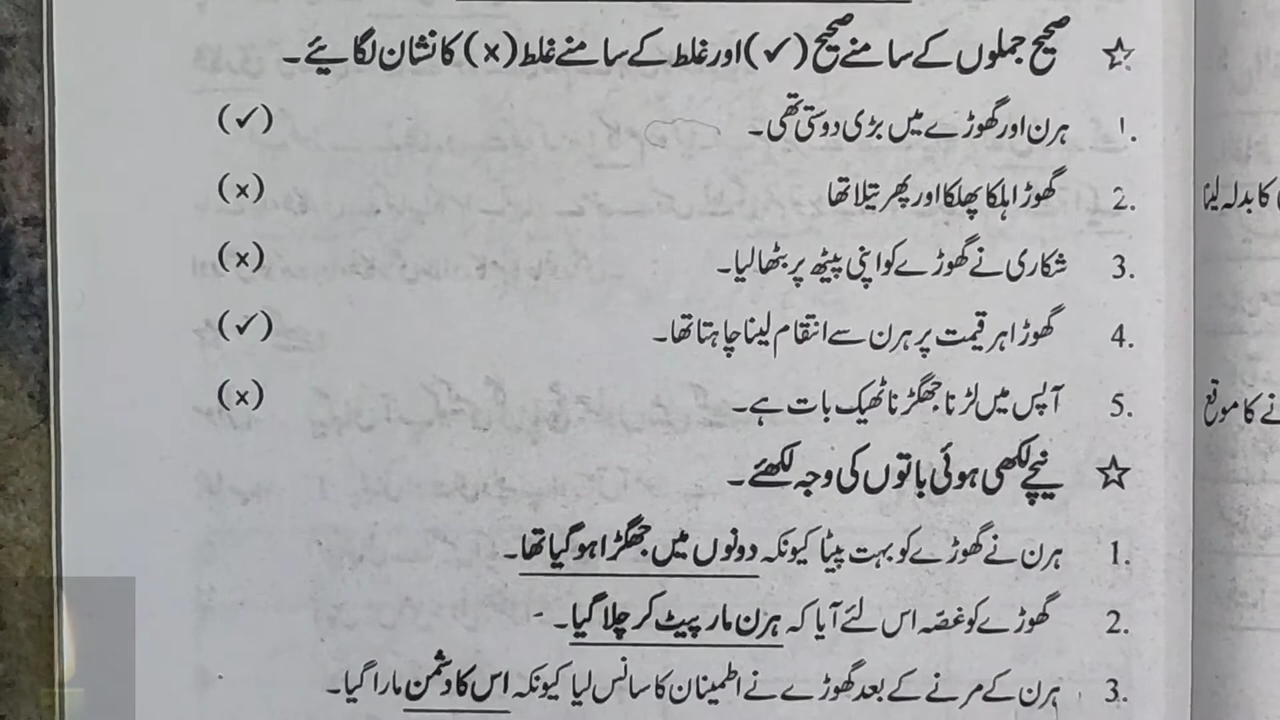 ☆ صحیح جملوں کے سامنے صحیح (✓) اور غلط کے سامنے غلط (×) کا نشان لگائیے۔
۱. ہرن اور گھوڑے میں بڑی دوستی تھی۔ (✓)
2. گھوڑا ہلکا پھلکا اور پھرتیلا تھا (×)
3. شکاری نے گھوڑے کو اپنی پیٹھ پر بٹھا لیا۔ (×)
4. گھوڑا ہر قیمت پر ہرن سے انتقام لینا چاہتا تھا۔ (✓)
5. آپس میں لڑنا جھگڑنا ٹھیک بات ہے۔ (×)
☆ نیچے لکھی ہوئی باتوں کی وجہ لکھئے۔
1. ہرن نے گھوڑے کو بہت پیٹا کیونکہ دونوں میں جھگڑا ہو گیا تھا۔
2. گھوڑے کو غصّہ اس لئے آیا کہ ہرن مار پیٹ کر چلا گیا۔
3. ہرن کے مرنے کے بعد گھوڑے نے اطمینان کا سانس لیا کیونکہ اس کا دشمن مارا گیا۔
کا بدلہ لینا
نے کا موقع